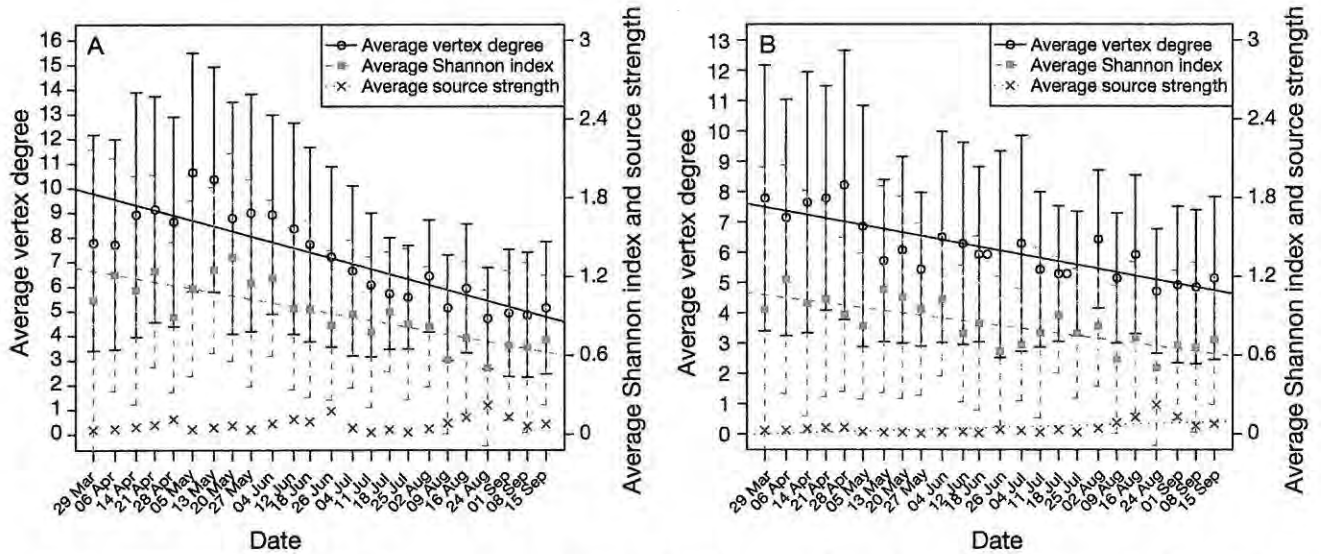 A
Average vertex degree
Average Shannon index
Average source strength
16
15
14
13
12
11
10
9
8
7
6
5
4
3
2
1
0
Average vertex degree
3
2.4
1.8
1.2
0.6
0
Average Shannon index and source strength
29 Mar
06 Apr
14 Apr
21 Apr
28 Apr
05 May
13 May
20 May
27 May
04 Jun
12 Jun
18 Jun
26 Jun
04 Jul
11 Jul
18 Jul
25 Jul
02 Aug
09 Aug
16 Aug
24 Aug
01 Sep
08 Sep
15 Sep
Date
B
Average vertex degree
Average Shannon index
Average source strength
13
12
11
10
9
8
7
6
5
4
3
2
1
0
Average vertex degree
3
2.4
1.8
1.2
0.6
0
Average Shannon index and source strength
29 Mar
06 Apr
14 Apr
21 Apr
28 Apr
05 May
13 May
20 May
27 May
04 Jun
12 Jun
18 Jun
26 Jun
04 Jul
11 Jul
18 Jul
25 Jul
02 Aug
09 Aug
16 Aug
24 Aug
01 Sep
08 Sep
15 Sep
Date